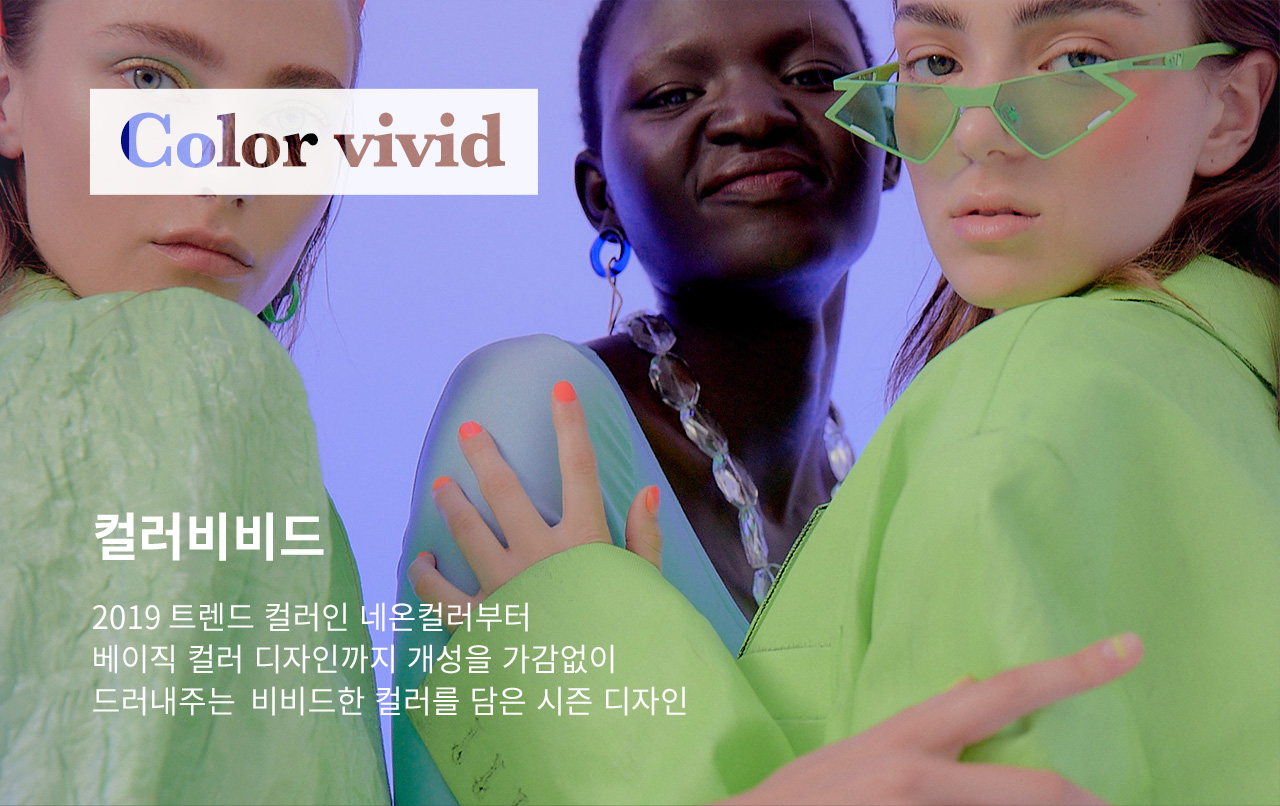 Color vivid
컬러비비드
2019 트렌드 컬러인 네온컬러부터
베이직 컬러 디자인까지 개성을 가감없이
드러내주는 비비드한 컬러를 담은 시즌 디자인